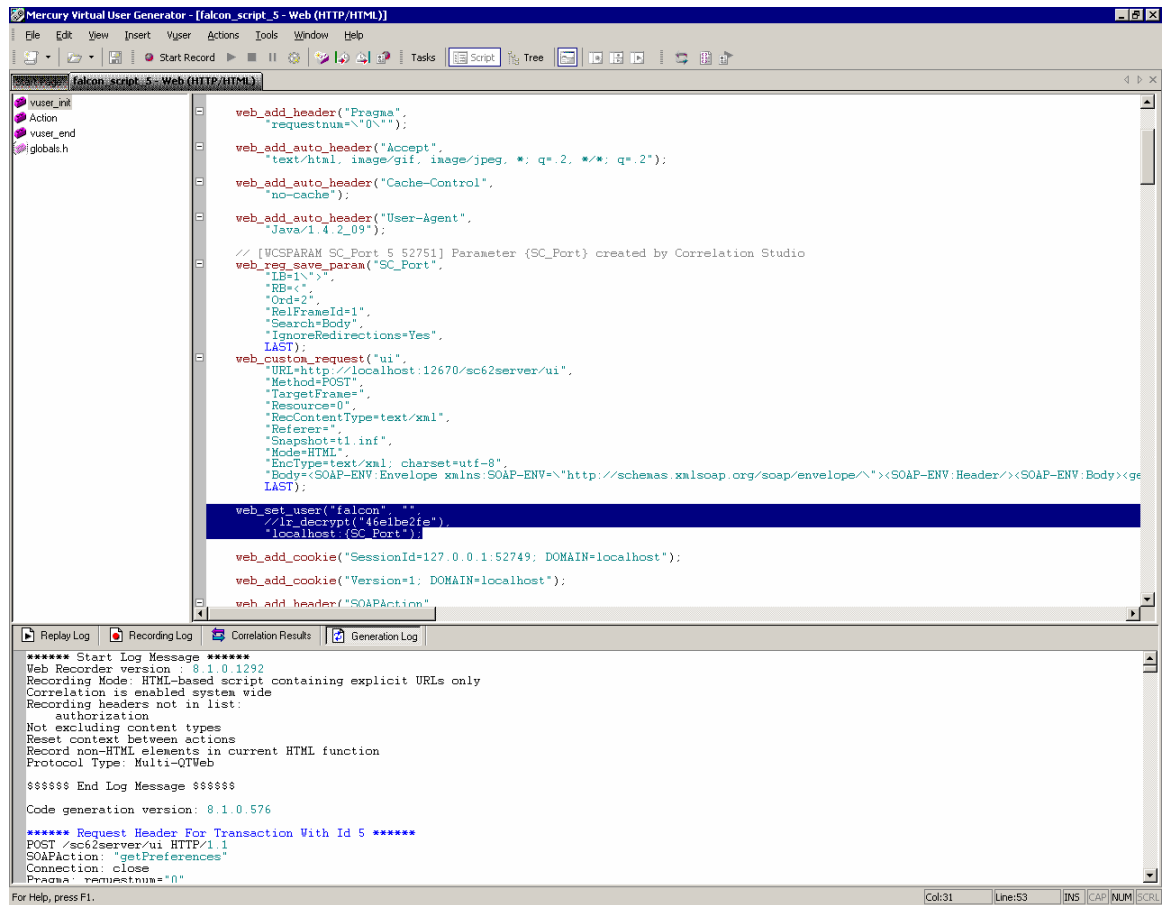 Mercury Virtual User Generator - [falcon_script_5 - Web (HTTP/HTML)]
File Edit View Insert Vuser Actions Tools Window Help
Start Record Tasks Script Tree
Start Page falcon_script_5 - Web (HTTP/HTML)
vuser_init
Action
vuser_end
globals.h
web_add_header("Pragma",
"requestnum=\"0\"");
web_add_auto_header("Accept",
"text/html, image/gif, image/jpeg, *; q=.2, */*; q=.2");
web_add_auto_header("Cache-Control",
"no-cache");
web_add_auto_header("User-Agent",
"Java/1.4.2_09");
// [WCSPARAM SC_Port 5 52751] Parameter {SC_Port} created by Correlation Studio
web_reg_save_param("SC_Port",
"LB=1\">",
"RB=<",
"Ord=2",
"RelFrameId=1",
"Search=Body",
"IgnoreRedirections=Yes",
LAST);
web_custom_request("ui",
"URL=http://localhost:12670/sc62server/ui",
"Method=POST",
"TargetFrame=",
"Resource=0",
"RecContentType=text/xml",
"Referer=",
"Snapshot=t1.inf",
"Mode=HTML",
"EncType=text/xml; charset=utf-8",
"Body=<SOAP-ENV:Envelope xmlns:SOAP-ENV=\"http://schemas.xmlsoap.org/soap/envelope/\"><SOAP-ENV:Header/><SOAP-ENV:Body><ge
LAST);
web_set_user("falcon", "",
//lr_decrypt("46e1be2fe"),
"localhost:{SC_Port");
web_add_cookie("SessionId=127.0.0.1:52749; DOMAIN=localhost");
web_add_cookie("Version=1; DOMAIN=localhost");
web_add_header("SOAPAction"
Replay Log Recording Log Correlation Results Generation Log
****** Start Log Message ******
Web Recorder version : 8.1.0.1292
Recording Mode: HTML-based script containing explicit URLs only
Correlation is enabled system wide
Recording headers not in list:
authorization
Not excluding content types
Reset context between actions
Record non-HTML elements in current HTML function
Protocol Type: Multi-QTWeb
$$$$$$ End Log Message $$$$$$
Code generation version: 8.1.0.576
****** Request Header For Transaction With Id 5 ******
POST /sc62server/ui HTTP/1.1
SOAPAction: "getPreferences"
Connection: close
Pragma: requestnum="0"
For Help, press F1. Col:31 Line:53 INS CAP NUM SCRL